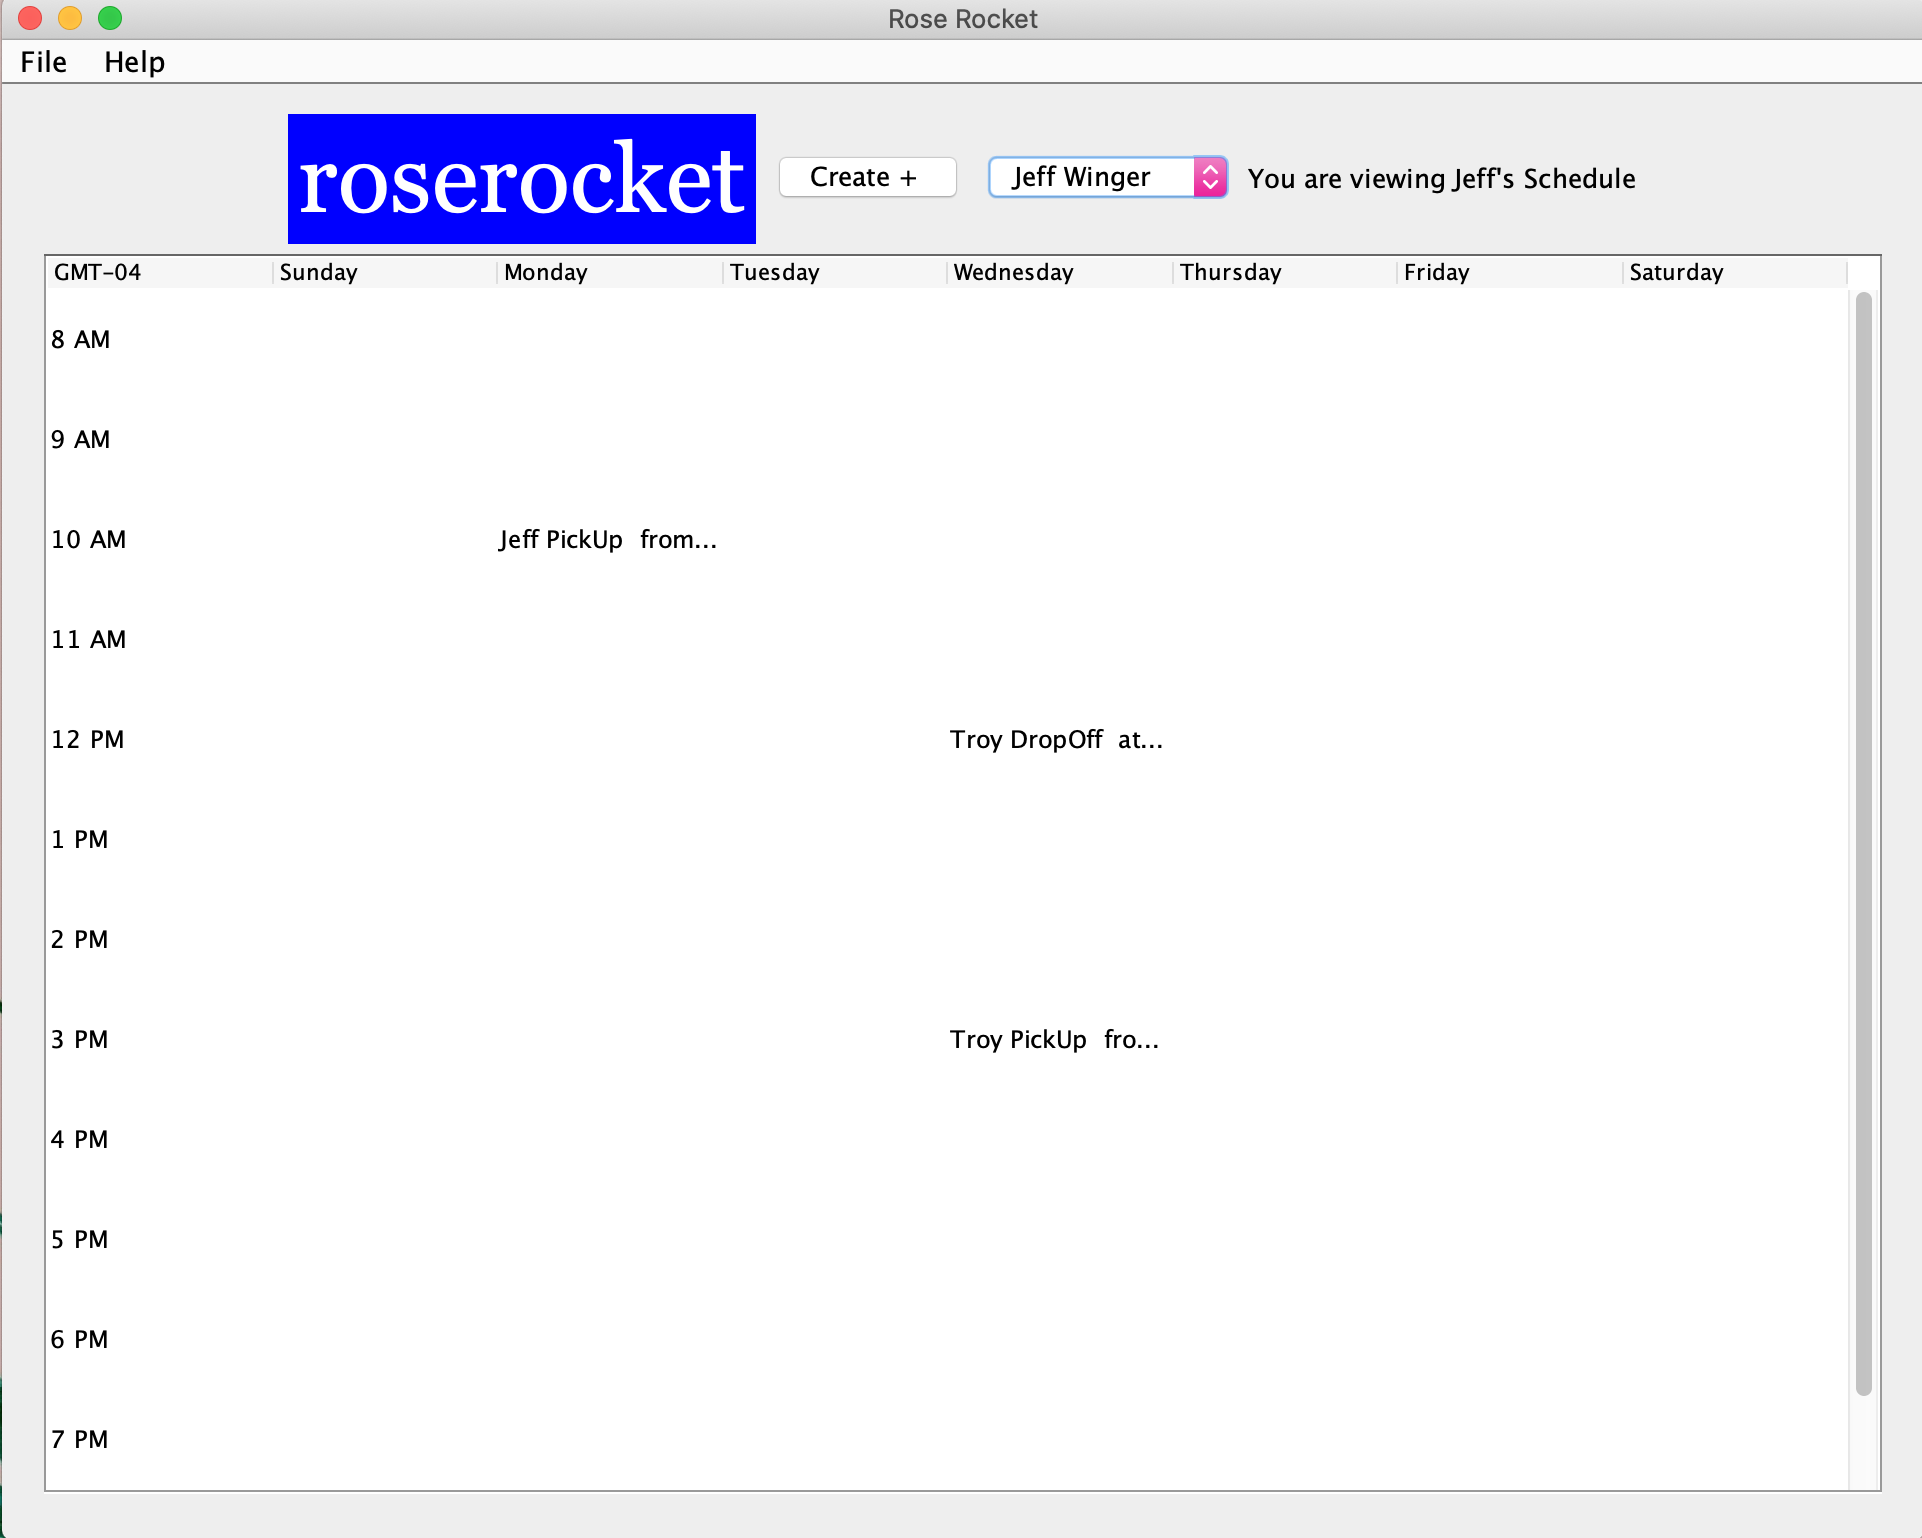 Rose Rocket
File Help
roserocket Create + Jeff Winger You are viewing Jeff's Schedule
GMT-04 Sunday Monday Tuesday Wednesday Thursday Friday Saturday
8 AM
9 AM
10 AM Jeff PickUp from...
11 AM
12 PM Troy DropOff at...
1 PM
2 PM
3 PM Troy PickUp fro...
4 PM
5 PM
6 PM
7 PM